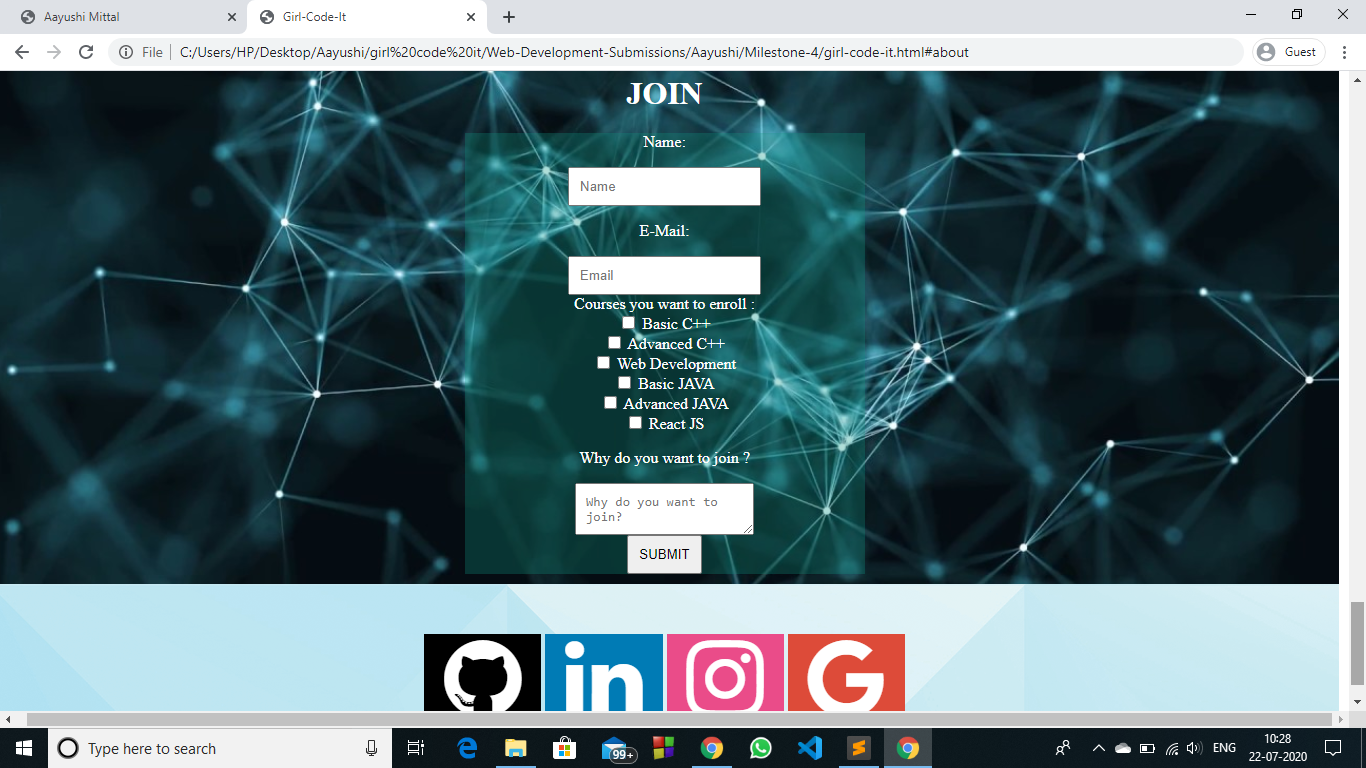 Aayushi Mittal
Girl-Code-It
File
C:/Users/HP/Desktop/Aayushi/girl%20code%20it/Web-Development-Submissions/Aayushi/Milestone-4/girl-code-it.html#about
Guest
JOIN
Name:
Name
E-Mail:
Email
Courses you want to enroll :
Basic C++
Advanced C++
Web Development
Basic JAVA
Advanced JAVA
React JS
Why do you want to join ?
Why do you want to
join?
SUBMIT
in
G
Type here to search
99+
ENG
10:28
22-07-2020